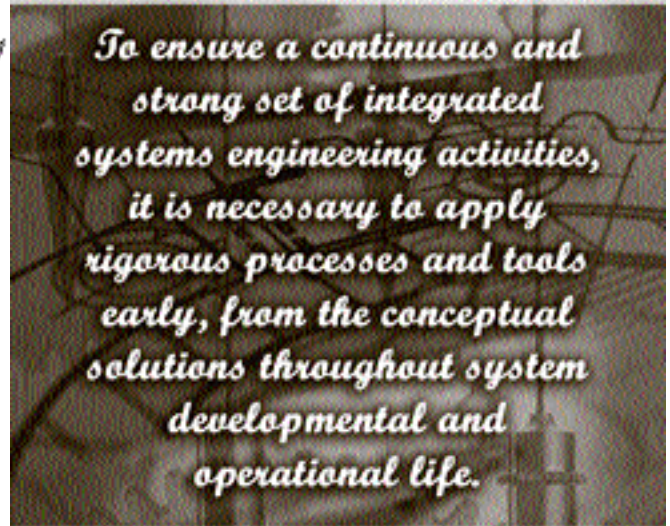 To ensure a continuous and
strong set of integrated
systems engineering activities,
it is necessary to apply
rigorous processes and tools
early, from the conceptual
solutions throughout system
developmental and
operational life.